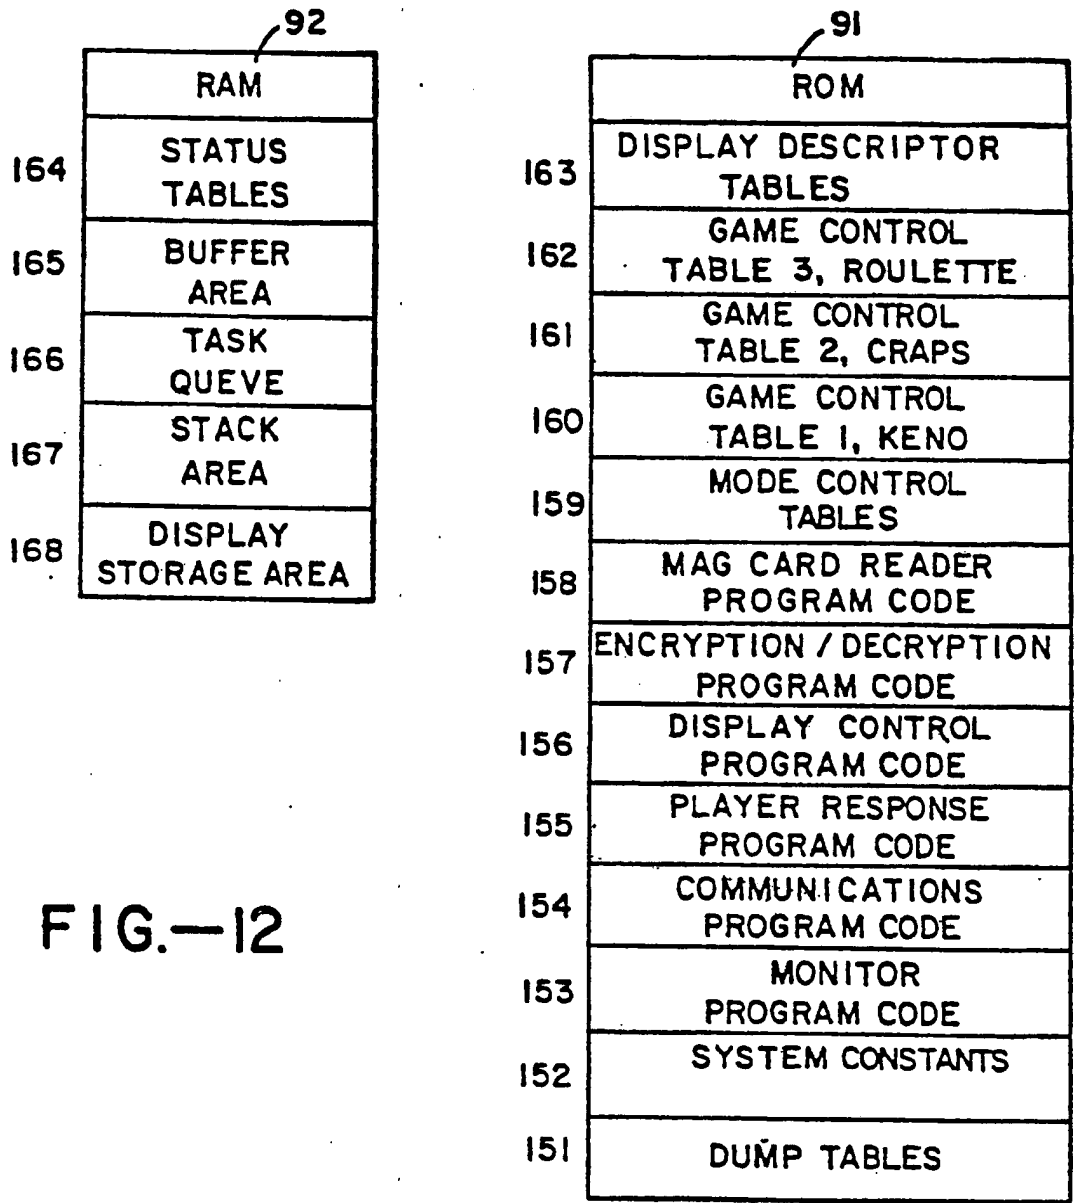 92
RAM
164
STATUS
TABLES
165
BUFFER
AREA
166
TASK
QUEVE
167
STACK
AREA
168
DISPLAY
STORAGE AREA
91
ROM
163
DISPLAY DESCRIPTOR
TABLES
162
GAME CONTROL
TABLE 3, ROULETTE
161
GAME CONTROL
TABLE 2, CRAPS
160
GAME CONTROL
TABLE 1, KENO
159
MODE CONTROL
TABLES
158
MAG CARD READER
PROGRAM CODE
157
ENCRYPTION / DECRYPTION
PROGRAM CODE
156
DISPLAY CONTROL
PROGRAM CODE
155
PLAYER RESPONSE
PROGRAM CODE
154
COMMUNICATIONS
PROGRAM CODE
153
MONITOR
PROGRAM CODE
152
SYSTEM CONSTANTS
151
DUMP TABLES
FIG.—12